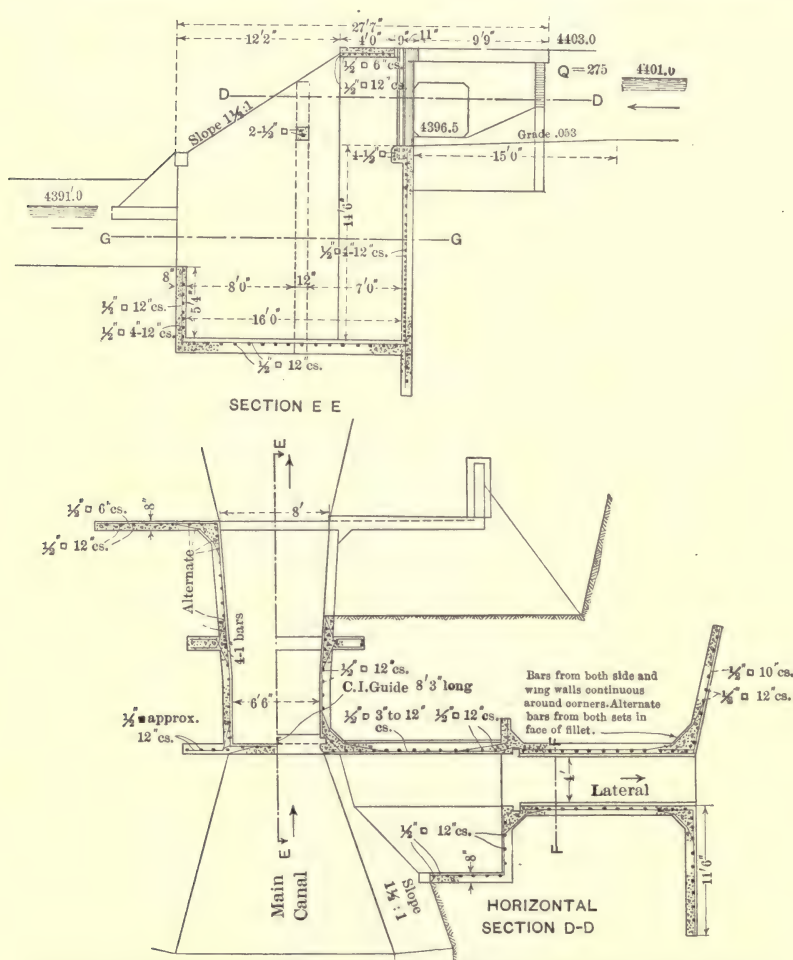 27'7"
12'2" 4'0" 9" 11" 9'9"
4403.0
½" □ 6" cs.
½" □ 12" cs.
Q = 275 4401.0
D D
Slope 1½:1
2-½"
4396.5
Grade .053
4-½"
15'0"
4391.0
14'6"
G G
½" 4-12" cs.
8" 8'0" 12" 7'0"
½" □ 12" cs.
5'4"
16'0"
½" □ 4"-12" cs.
½" □ 12" cs.
SECTION E E
E
½" □ 6" cs.
8"
8'
½" □ 12" cs.
Alternate
4-1 bars
½" □ 12" cs.
C.I. Guide 8'3" long
6'6"
½" approx.
12" cs.
½" □ 3" to 12"
cs.
½" □ 12" cs.
Bars from both side and
wing walls continuous
around corners. Alternate
bars from both sets in
face of fillet.
½" □ 10" cs.
½" □ 12" cs.
F
4'
Lateral
E
F
Main
Canal
½" □ 12" cs.
8"
Slope
1½:1
11'6"
HORIZONTAL
SECTION D-D